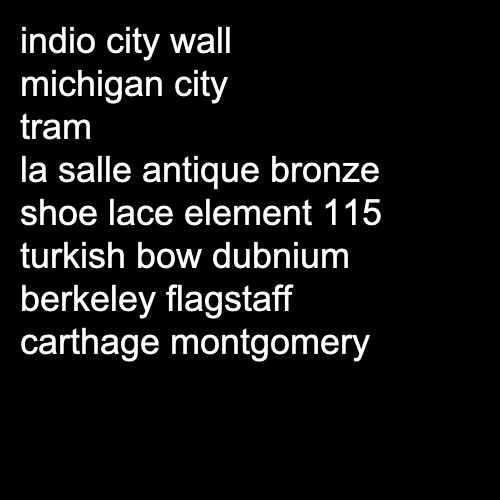 indio city wall
michigan city
tram
la salle antique bronze
shoe lace element 115
turkish bow dubnium
berkeley flagstaff
carthage montgomery